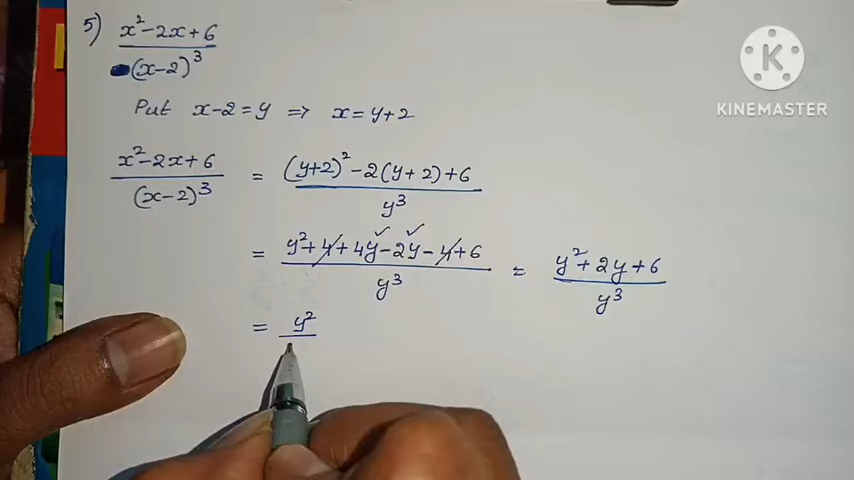 5) x²-2x+6 / (x-2)³
Put x-2=y ⇒ x=y+2
x²-2x+6 / (x-2)³ = (y+2)²-2(y+2)+6 / y³
= y²+4+4y-2y-4+6 / y³ = y²+2y+6 / y³
= y² /
K
KINEMASTER